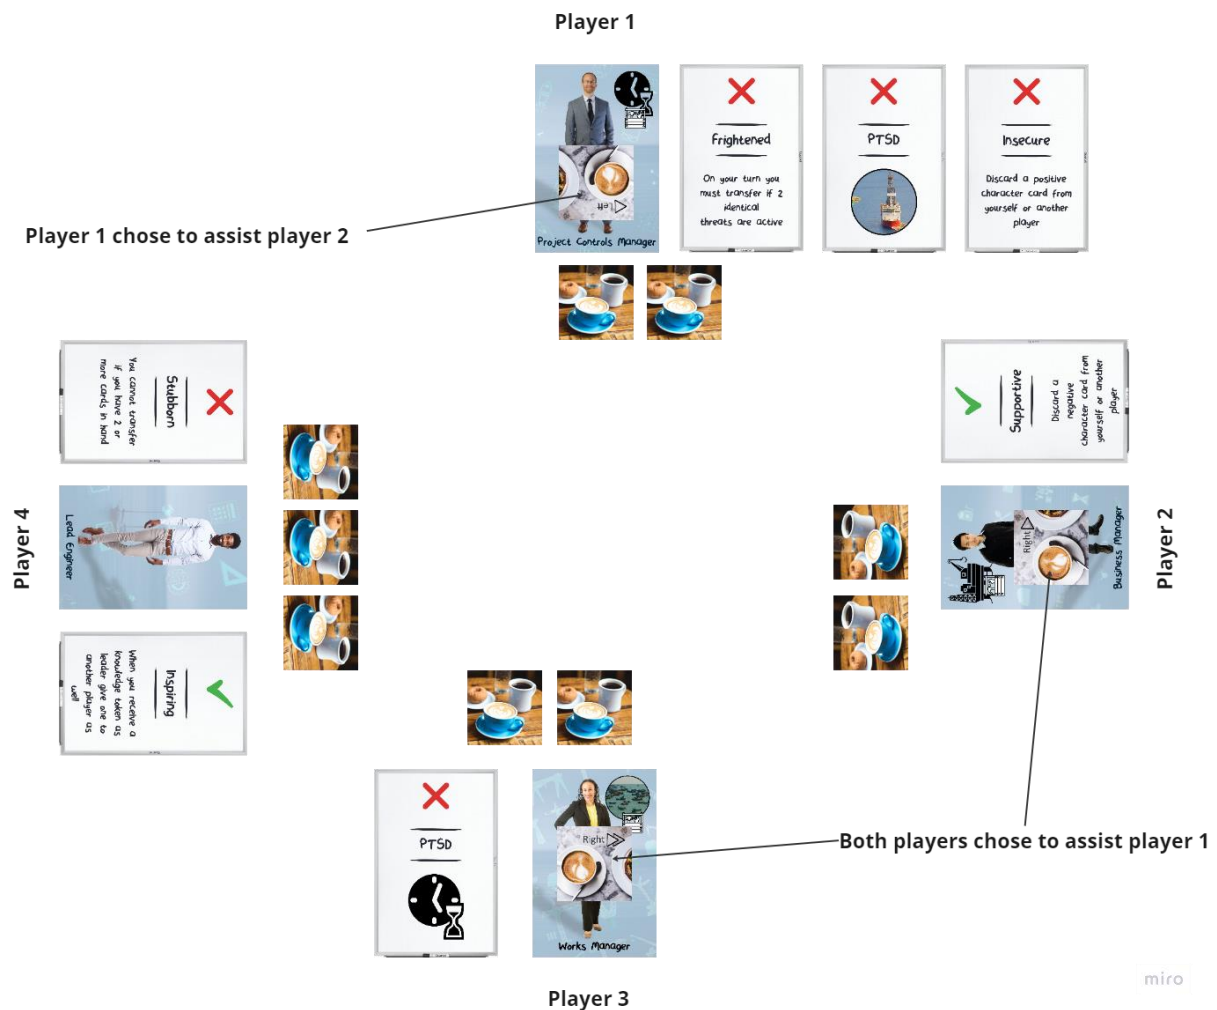 Player 1
Project Controls Manager
Left
Frightened
On your turn you
must transfer if 2
identical
threats are active
PTSD
Insecure
Discard a positive
character card from
yourself or another
player
Player 1 chose to assist player 2
Stubborn
You cannot transfer
if you have 2 or
more cards in hand
Player 4
Lead Engineer
Inspiring
When you receive a
knowledge token as
leader give one to
another player as
well
Supportive
Discard a
negative
character card from
yourself or another
player
Player 2
Business Manager
Right
Both players chose to assist player 1
PTSD
Right
Works Manager
Player 3
miro